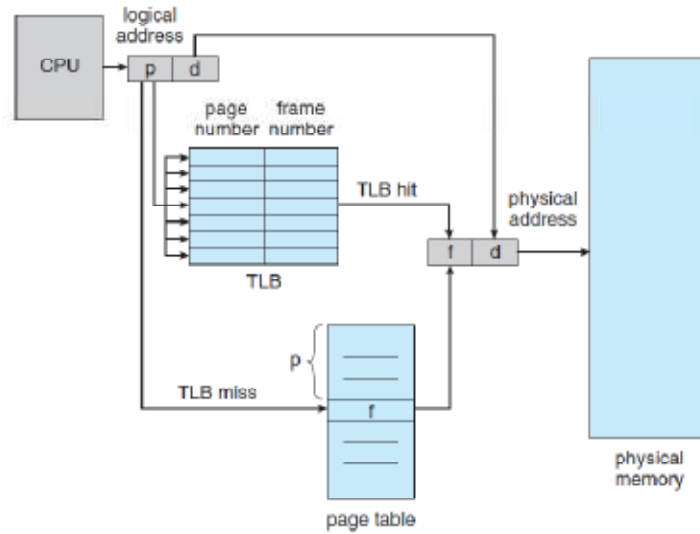 logical
address
CPU
p d
page frame
number number
TLB hit
physical
address
f d
TLB
p
TLB miss
f
physical
memory
page table